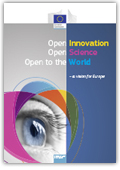 Open Innovation
Open Science
Open to the World
– a vision for Europe